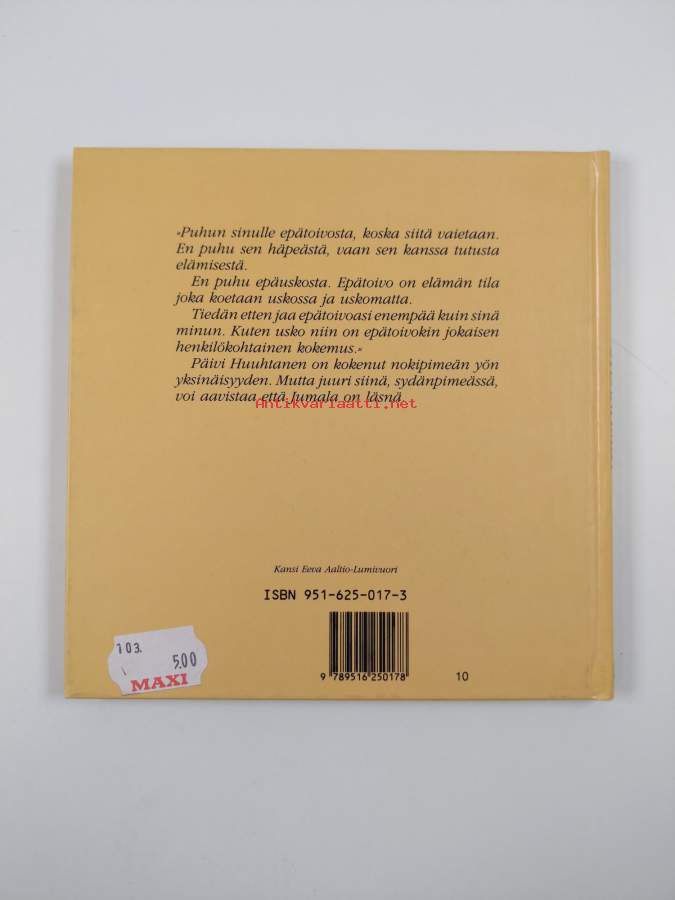 »Puhun sinulle epätoivosta, koska siitä vaietaan.
En puhu sen häpeästä, vaan sen kanssa tutusta
elämisestä.
En puhu epäuskosta. Epätoivo on elämän tila
joka koetaan uskossa ja uskomatta.
Tiedän etten jaa epätoivoasi enempää kuin sinä
minun. Kuten usko niin on epätoivokin jokaisen
henkilökohtainen kokemus.«
Päivi Huuhtanen on kokenut nokipimeän yön
yksinäisyyden. Mutta juuri siinä, sydänpimeässä,
voi aavistaa että Jumala on läsnä.
Antikvariaatti.net
Kansi Eeva Aaltio-Lumivuori
ISBN 951-625-017-3
9 789516 250178
10
103.
5.00
MAXI